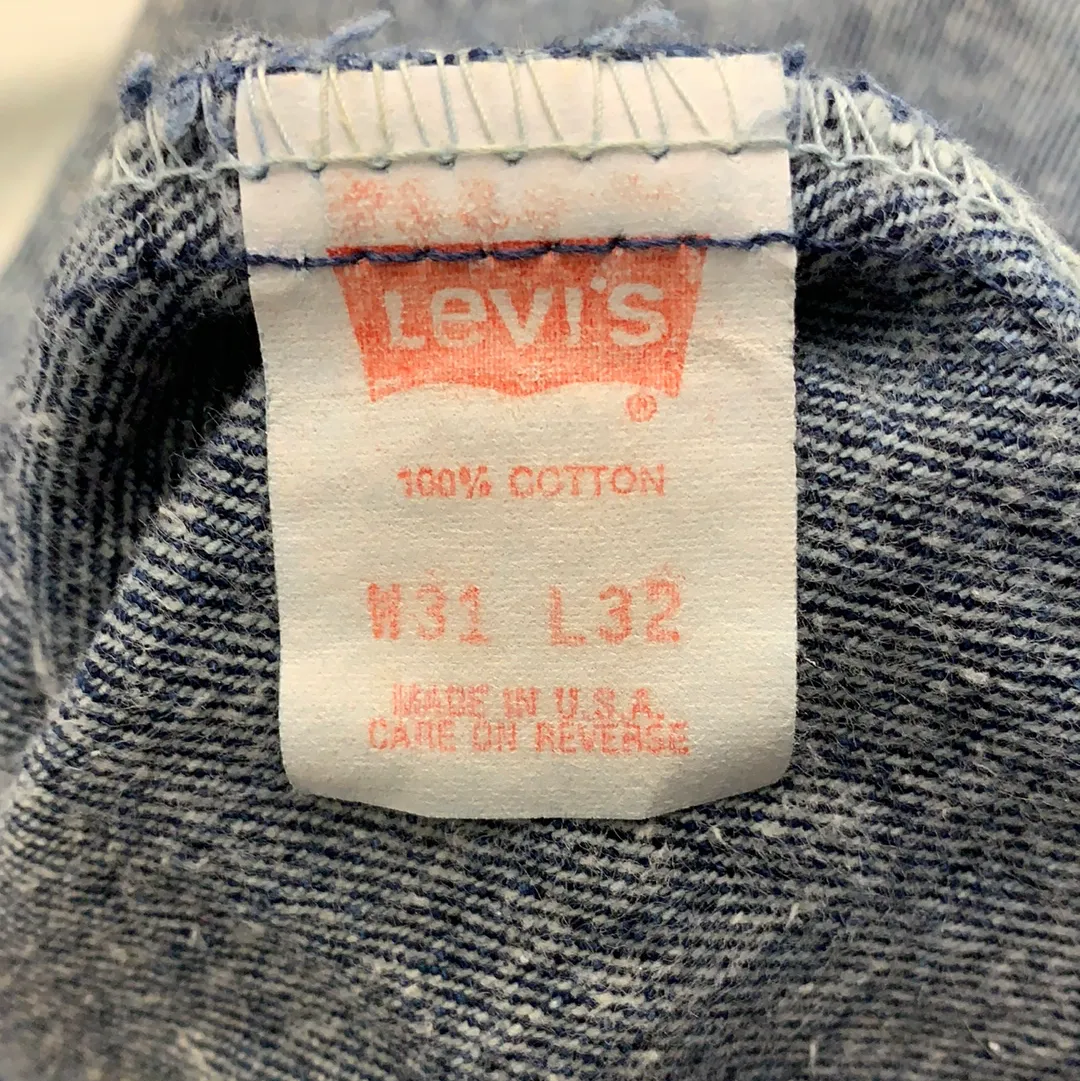 Levi's
®
100% COTTON
W31 L32
MADE IN U.S.A.
CARE ON REVERSE